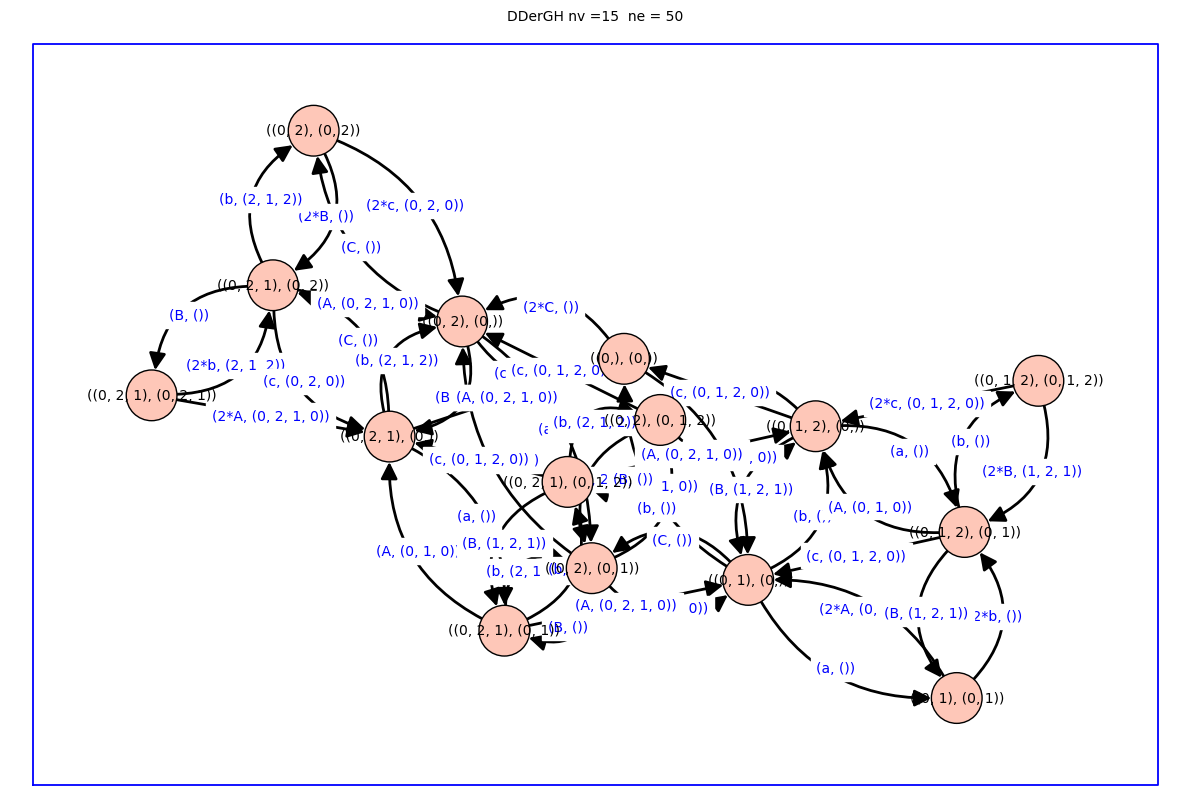 DDerGH nv =15 ne = 50
((0, 2), (0, 2))
(b, (2, 1, 2))
(2*B, ())
(2*c, (0, 2, 0))
(C, ())
((0, 2, 1), (0, 2))
(A, (0, 2, 1, 0))
(B, ())
(2*C, ())
((0, 2), (0,))
(C, ())
(b, (2, 1, 2))
((0,), (0,))
(2*b, (2, 1, 2))
(c, (0, 2, 0))
(c
(c, (0, 1, 2, 0
((0, 1, 2), (0, 1, 2))
((0, 2, 1), (0, 2, 1))
(B
(A, (0, 2, 1, 0))
(c, (0, 1, 2, 0))
(2*c, (0, 1, 2, 0))
(2*A, (0, 2, 1, 0))
(b, (2, 1, 2))
((0, 2), (0, 1, 2))
((0, 1, 2), (0,))
((0, 2, 1), (0,))
(b, ())
(a, ())
(c, (0, 1, 2, 0))
(A, (0, 2, 1, 0))
, 0))
(2*B, (1, 2, 1))
((0, 2, 1), (0, 1, 2))
(B, ())
1, 0))
(B, (1, 2, 1))
(b, ())
(A, (0, 1, 0))
(a, ())
(b, (
((0, 1, 2), (0, 1))
(C, ())
(B, (1, 2, 1))
(A, (0, 1, 0))
(c, (0, 1, 2, 0))
(b, (2, 1
((0, 2), (0, 1))
((0, 1), (0,))
(A, (0, 2, 1, 0))
0))
(2*A, (0,
(B, (1, 2, 1))
2*b, ())
((0, 2, 1), (0, 1))
(B, ())
(a, ())
((0, 1), (0, 1))